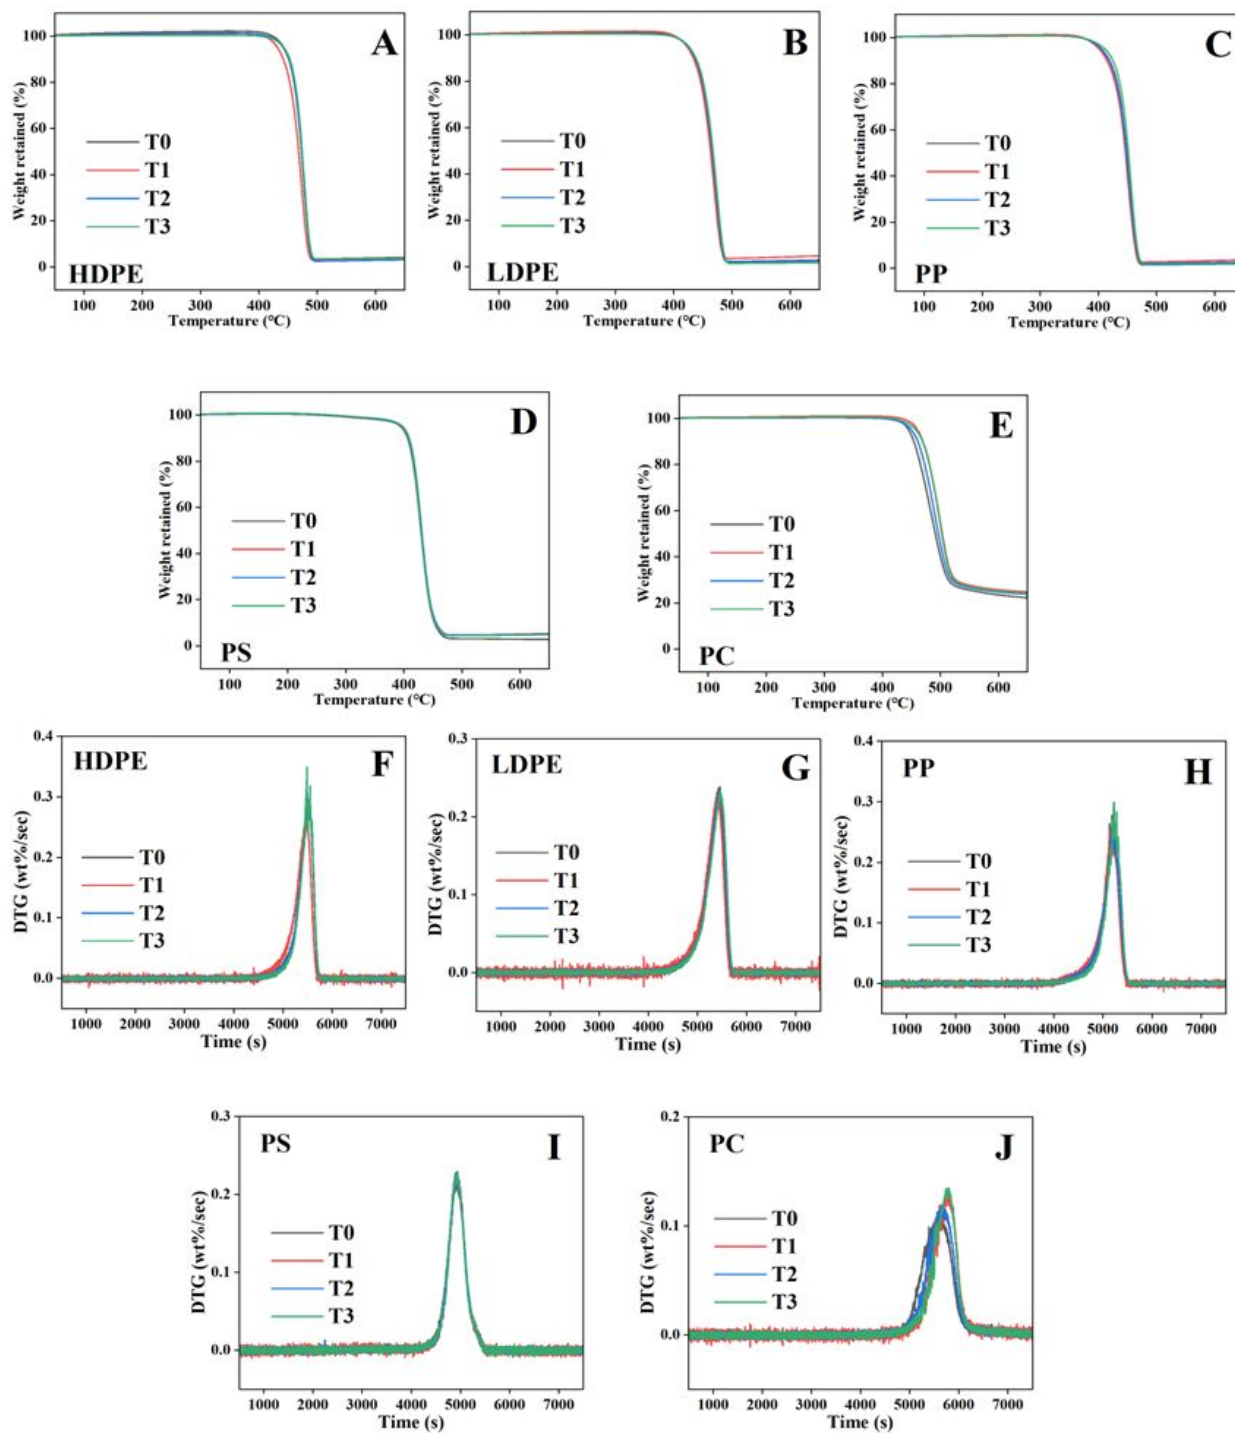 A
Weight retained (%)
100
80
60
40
20
0
T0
T1
T2
T3
HDPE
100 200 300 400 500 600
Temperature (℃)
B
Weight retained (%)
100
80
60
40
20
0
T0
T1
T2
T3
LDPE
100 200 300 400 500 600
Temperature (℃)
C
Weight retained (%)
100
80
60
40
20
0
T0
T1
T2
T3
PP
100 200 300 400 500 600
Temperature (℃)
D
Weight retained (%)
100
80
60
40
20
0
T0
T1
T2
T3
PS
100 200 300 400 500 600
Temperature (℃)
E
Weight retained (%)
100
80
60
40
20
0
T0
T1
T2
T3
PC
100 200 300 400 500 600
Temperature (℃)
HDPE
F
DTG (wt%/sec)
0.4
0.3
0.2
0.1
0.0
T0
T1
T2
T3
1000 2000 3000 4000 5000 6000 7000
Time (s)
LDPE
G
DTG (wt%/sec)
0.3
0.2
0.1
0.0
T0
T1
T2
T3
1000 2000 3000 4000 5000 6000 7000
Time (s)
PP
H
DTG (wt%/sec)
0.4
0.3
0.2
0.1
0.0
T0
T1
T2
T3
1000 2000 3000 4000 5000 6000 7000
Time (s)
PS
I
DTG (wt%/sec)
0.3
0.2
0.1
0.0
T0
T1
T2
T3
1000 2000 3000 4000 5000 6000 7000
Time (s)
PC
J
DTG (wt%/sec)
0.2
0.1
0.0
T0
T1
T2
T3
1000 2000 3000 4000 5000 6000 7000
Time (s)